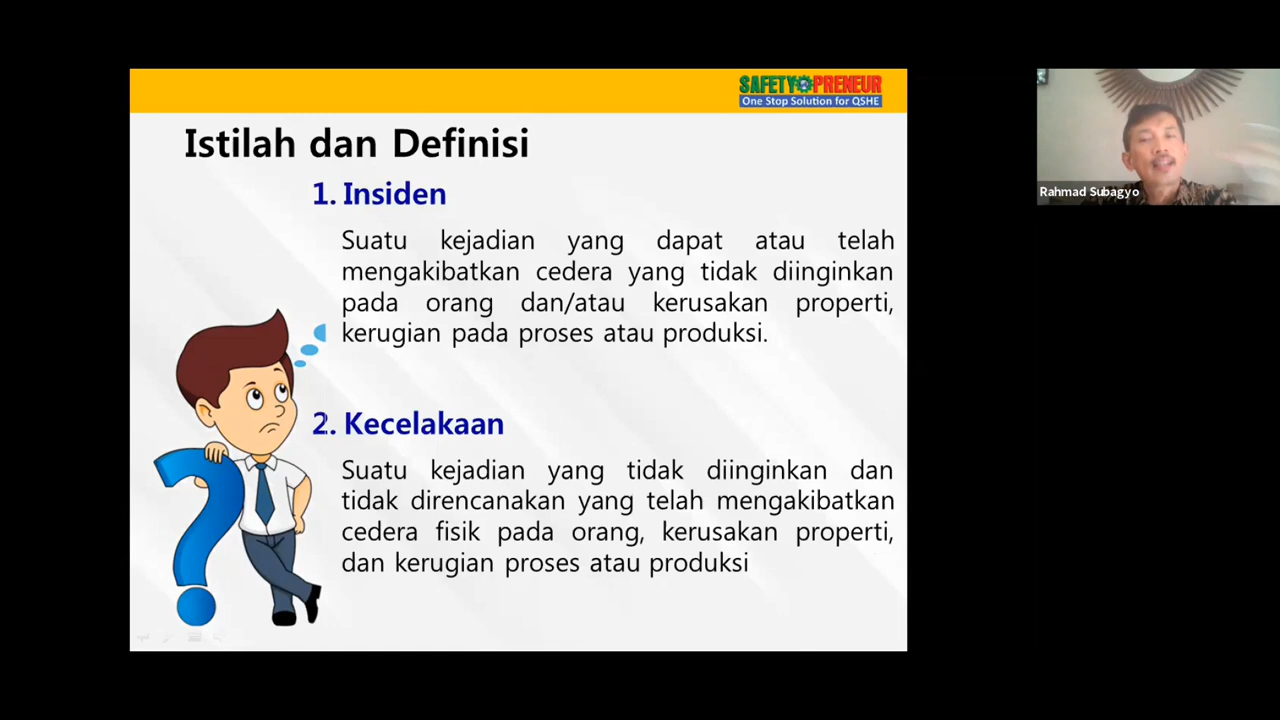 SAFETY PRENEUR
One Stop Solution for QSHE
Istilah dan Definisi
1. Insiden
Suatu kejadian yang dapat atau telah
mengakibatkan cedera yang tidak diinginkan
pada orang dan/atau kerusakan properti,
kerugian pada proses atau produksi.
2. Kecelakaan
Suatu kejadian yang tidak diinginkan dan
tidak direncanakan yang telah mengakibatkan
cedera fisik pada orang, kerusakan properti,
dan kerugian proses atau produksi
Rahmad Subagyo